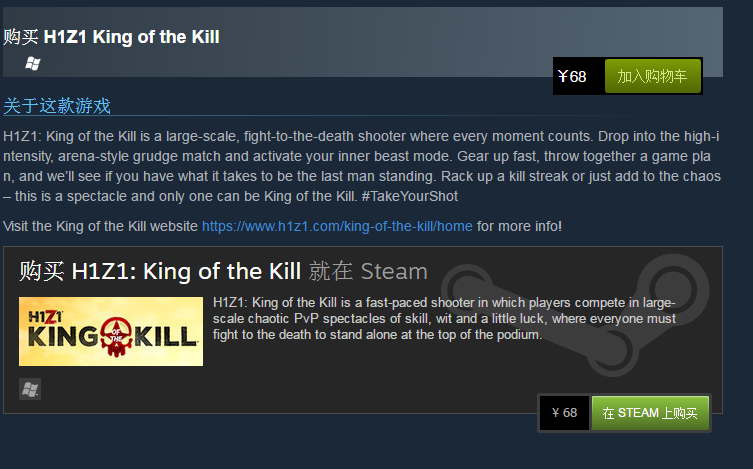 购买 H1Z1 King of the Kill
￥68
加入购物车
关于这款游戏
H1Z1: King of the Kill is a large-scale, fight-to-the-death shooter where every moment counts. Drop into the high-i
ntensity, arena-style grudge match and activate your inner beast mode. Gear up fast, throw together a game pla
n, and we'll see if you have what it takes to be the last man standing. Rack up a kill streak or just add to the chaos
– this is a spectacle and only one can be King of the Kill. #TakeYourShot
Visit the King of the Kill website https://www.h1z1.com/king-of-the-kill/home for more info!
购买 H1Z1: King of the Kill 就在 Steam
H1Z1: King of the Kill is a fast-paced shooter in which players compete in large-
scale chaotic PvP spectacles of skill, wit and a little luck, where everyone must
fight to the death to stand alone at the top of the podium.
H1Z1
KING OF THE KILL
¥ 68
在 STEAM 上购买